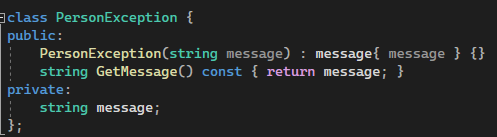 class PersonException {
public:
    PersonException(string message) : message{ message } {}
    string GetMessage() const { return message; }
private:
    string message;
};